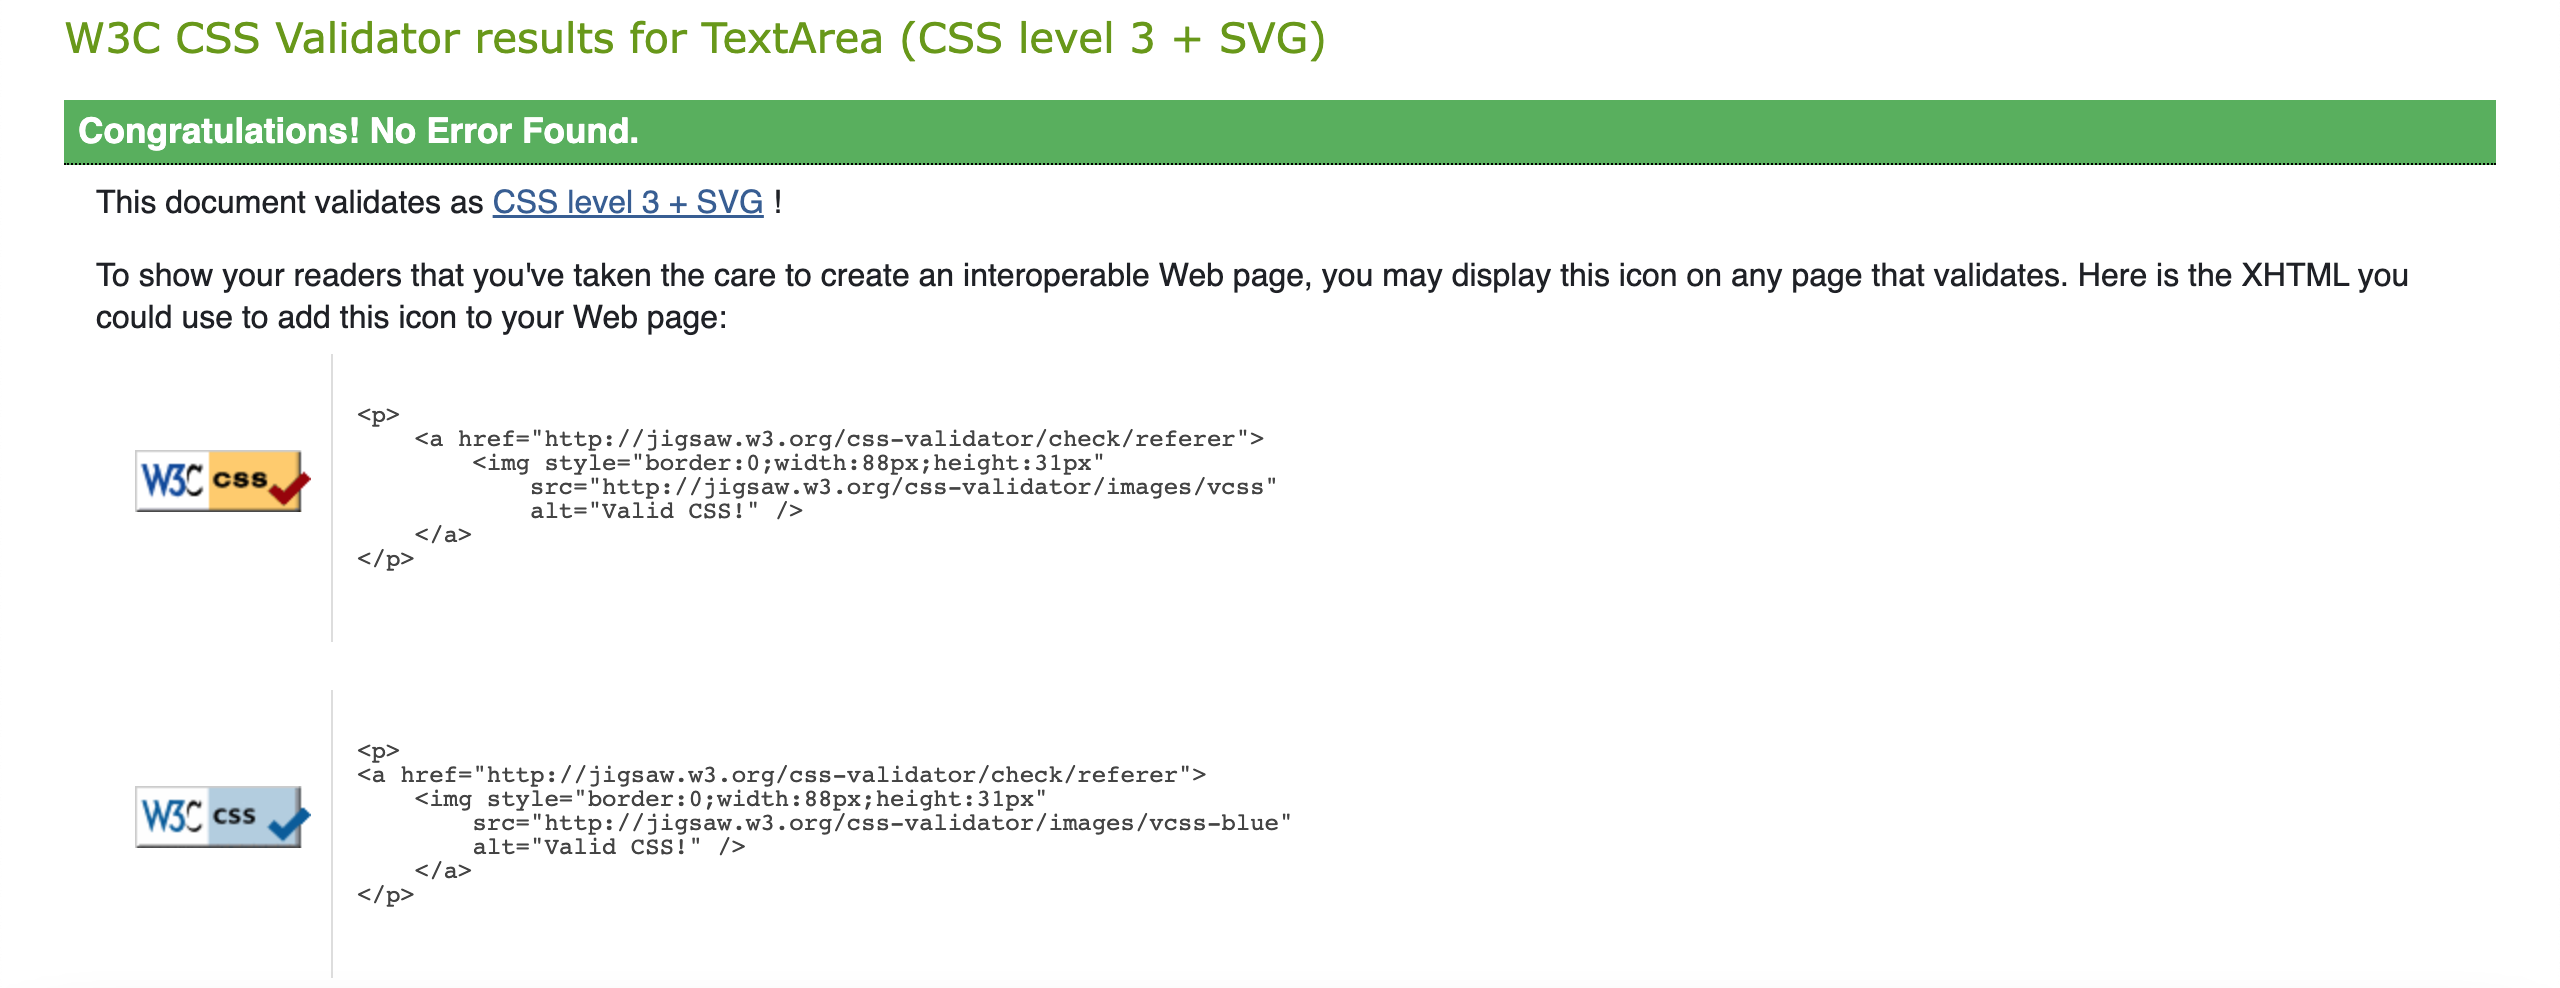 W3C CSS Validator results for TextArea (CSS level 3 + SVG)
Congratulations! No Error Found.
This document validates as CSS level 3 + SVG !
To show your readers that you've taken the care to create an interoperable Web page, you may display this icon on any page that validates. Here is the XHTML you
could use to add this icon to your Web page:
W3C css
<p>
    <a href="http://jigsaw.w3.org/css-validator/check/referer">
        <img style="border:0;width:88px;height:31px"
            src="http://jigsaw.w3.org/css-validator/images/vcss"
            alt="Valid CSS!" />
    </a>
</p>
W3C css
<p>
<a href="http://jigsaw.w3.org/css-validator/check/referer">
    <img style="border:0;width:88px;height:31px"
        src="http://jigsaw.w3.org/css-validator/images/vcss-blue"
        alt="Valid CSS!" />
    </a>
</p>